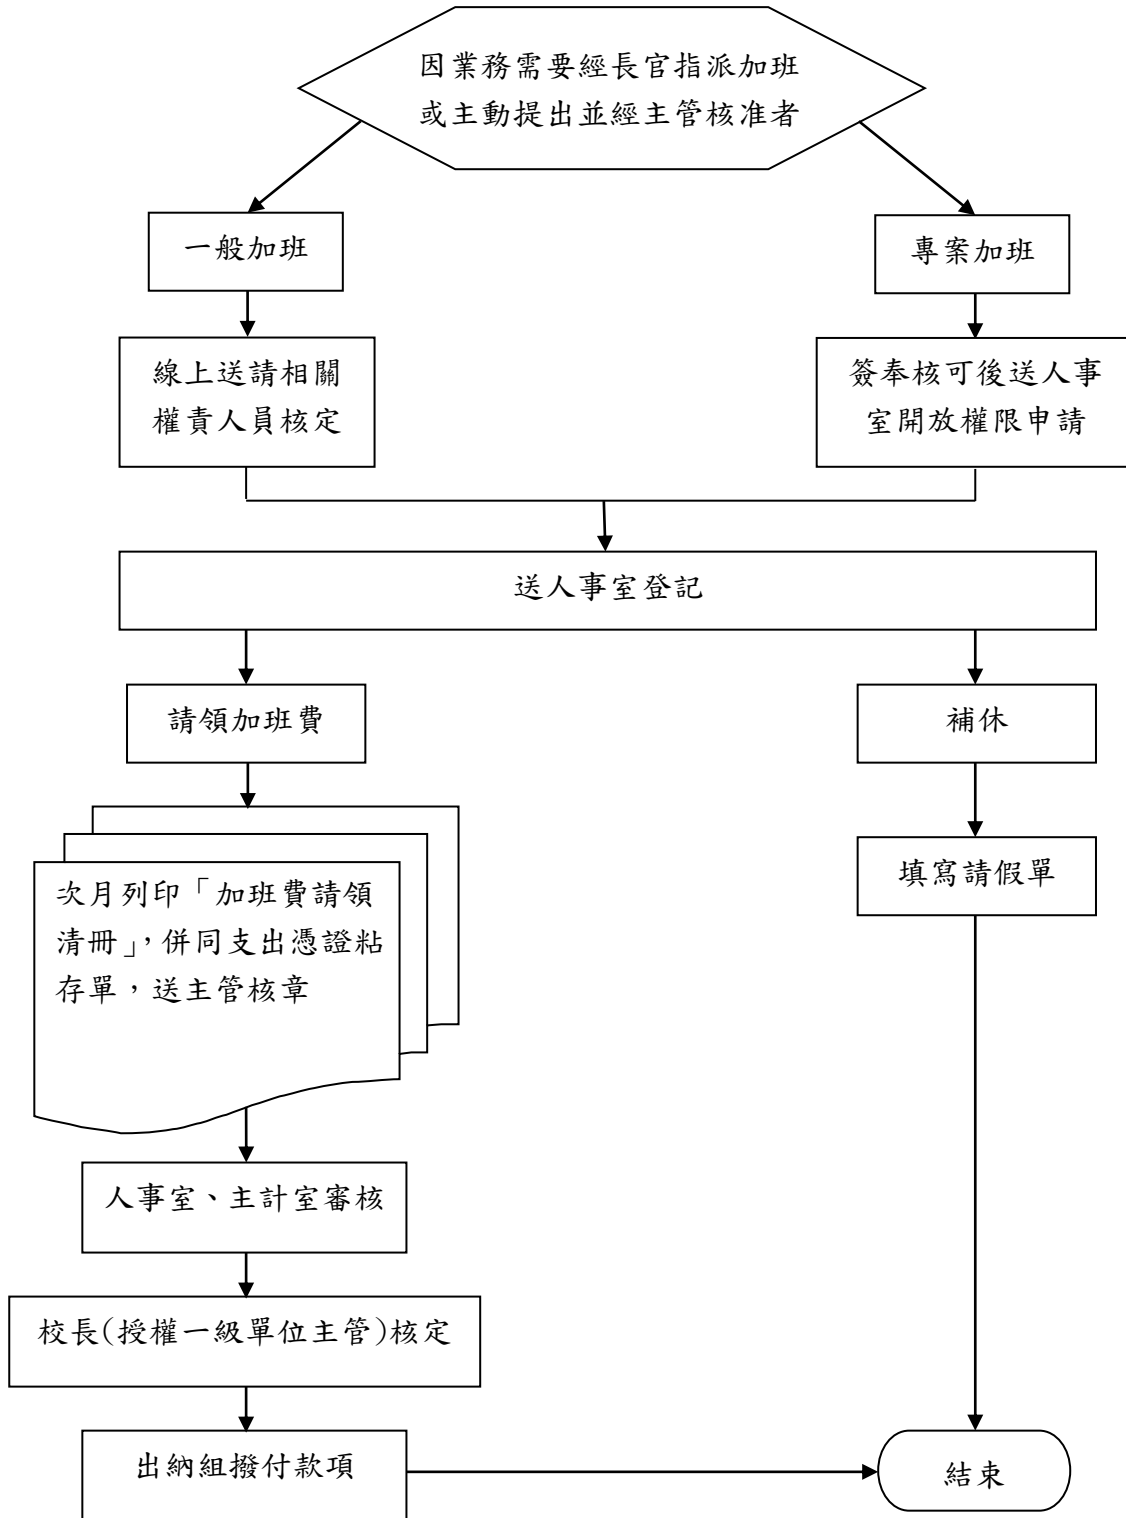 因業務需要經長官指派加班
或主動提出並經主管核准者
一般加班
專案加班
線上送請相關
權責人員核定
簽奉核可後送人事
室開放權限申請
送人事室登記
請領加班費
補休
次月列印「加班費請領
清冊」，併同支出憑證粘
存單，送主管核章
填寫請假單
人事室、主計室審核
校長(授權一級單位主管)核定
出納組撥付款項
結束